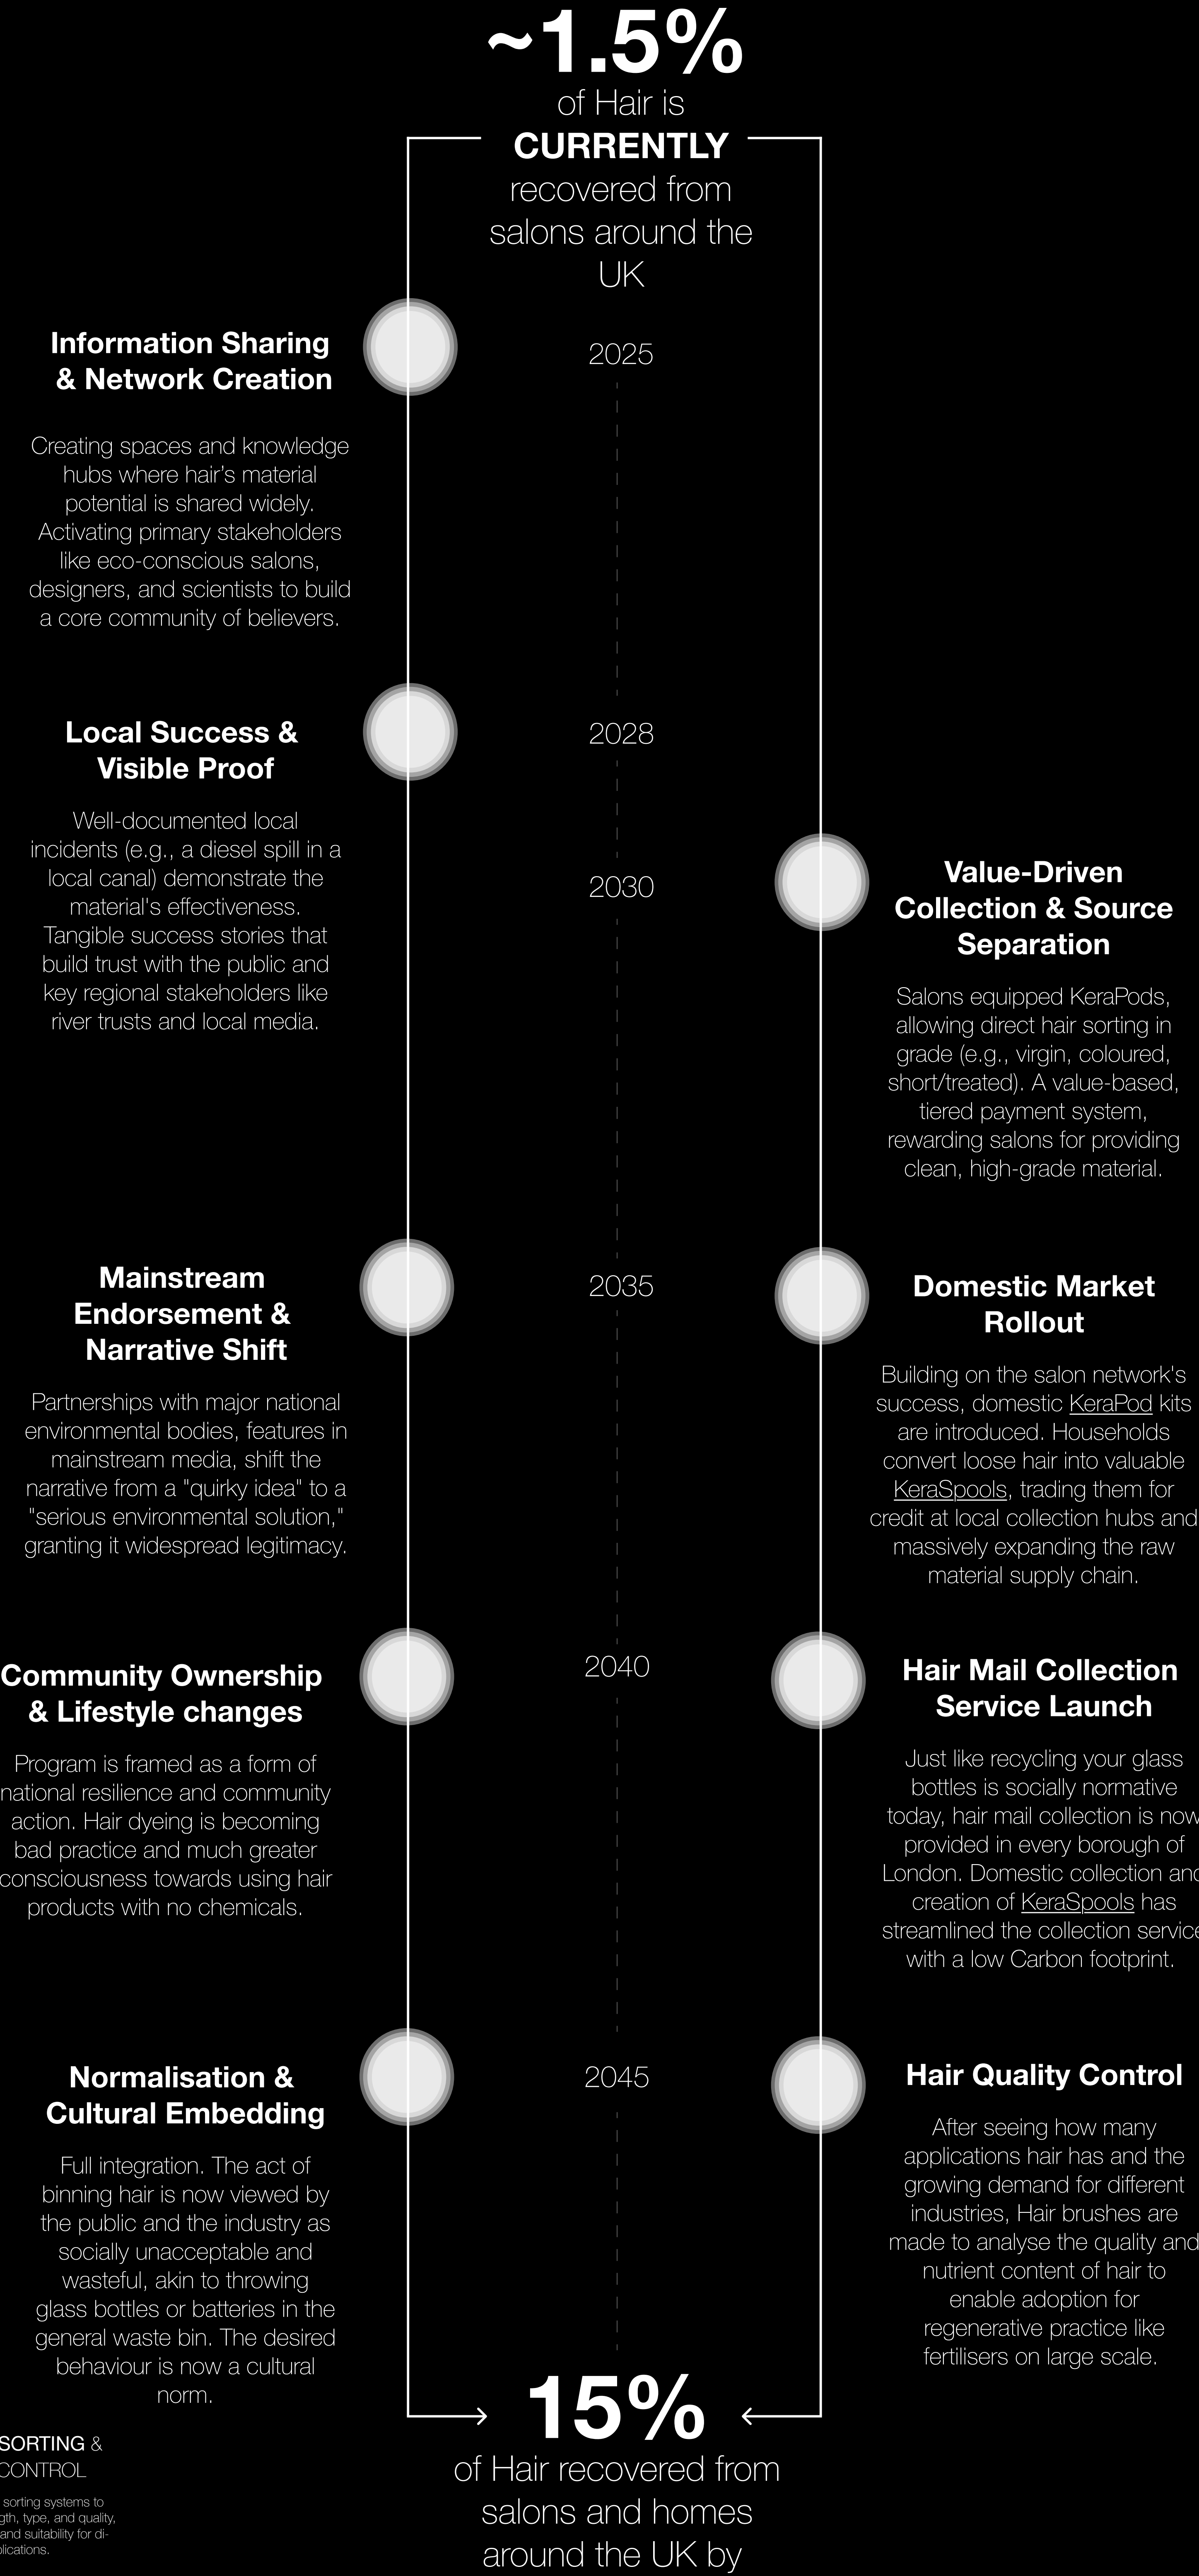 ~1.5%
of Hair is
CURRENTLY
recovered from
salons around the
UK
2025
Information Sharing
& Network Creation
Creating spaces and knowledge
hubs where hair's material
potential is shared widely.
Activating primary stakeholders
like eco-conscious salons,
designers, and scientists to build
a core community of believers.
2028
Local Success &
Visible Proof
Well-documented local
incidents (e.g., a diesel spill in a
local canal) demonstrate the
material's effectiveness.
Tangible success stories that
build trust with the public and
key regional stakeholders like
river trusts and local media.
2030
Value-Driven
Collection & Source
Separation
Salons equipped KeraPods,
allowing direct hair sorting in
grade (e.g., virgin, coloured,
short/treated). A value-based,
tiered payment system,
rewarding salons for providing
clean, high-grade material.
2035
Mainstream
Endorsement &
Narrative Shift
Partnerships with major national
environmental bodies, features in
mainstream media, shift the
narrative from a "quirky idea" to a
"serious environmental solution,"
granting it widespread legitimacy.
Domestic Market
Rollout
Building on the salon network's
success, domestic KeraPod kits
are introduced. Households
convert loose hair into valuable
KeraSpools, trading them for
credit at local collection hubs and
massively expanding the raw
material supply chain.
2040
Community Ownership
& Lifestyle changes
Program is framed as a form of
national resilience and community
action. Hair dyeing is becoming
bad practice and much greater
consciousness towards using hair
products with no chemicals.
Hair Mail Collection
Service Launch
Just like recycling your glass
bottles is socially normative
today, hair mail collection is now
provided in every borough of
London. Domestic collection and
creation of KeraSpools has
streamlined the collection service
with a low Carbon footprint.
2045
Normalisation &
Cultural Embedding
Full integration. The act of
binning hair is now viewed by
the public and the industry as
socially unacceptable and
wasteful, akin to throwing
glass bottles or batteries in the
general waste bin. The desired
behaviour is now a cultural
norm.
Hair Quality Control
After seeing how many
applications hair has and the
growing demand for different
industries, Hair brushes are
made to analyse the quality and
nutrient content of hair to
enable adoption for
regenerative practice like
fertilisers on large scale.
15%
of Hair recovered from
salons and homes
around the UK by
SORTING &
CONTROL
sorting systems to
gth, type, and quality,
and suitability for di-
lications.